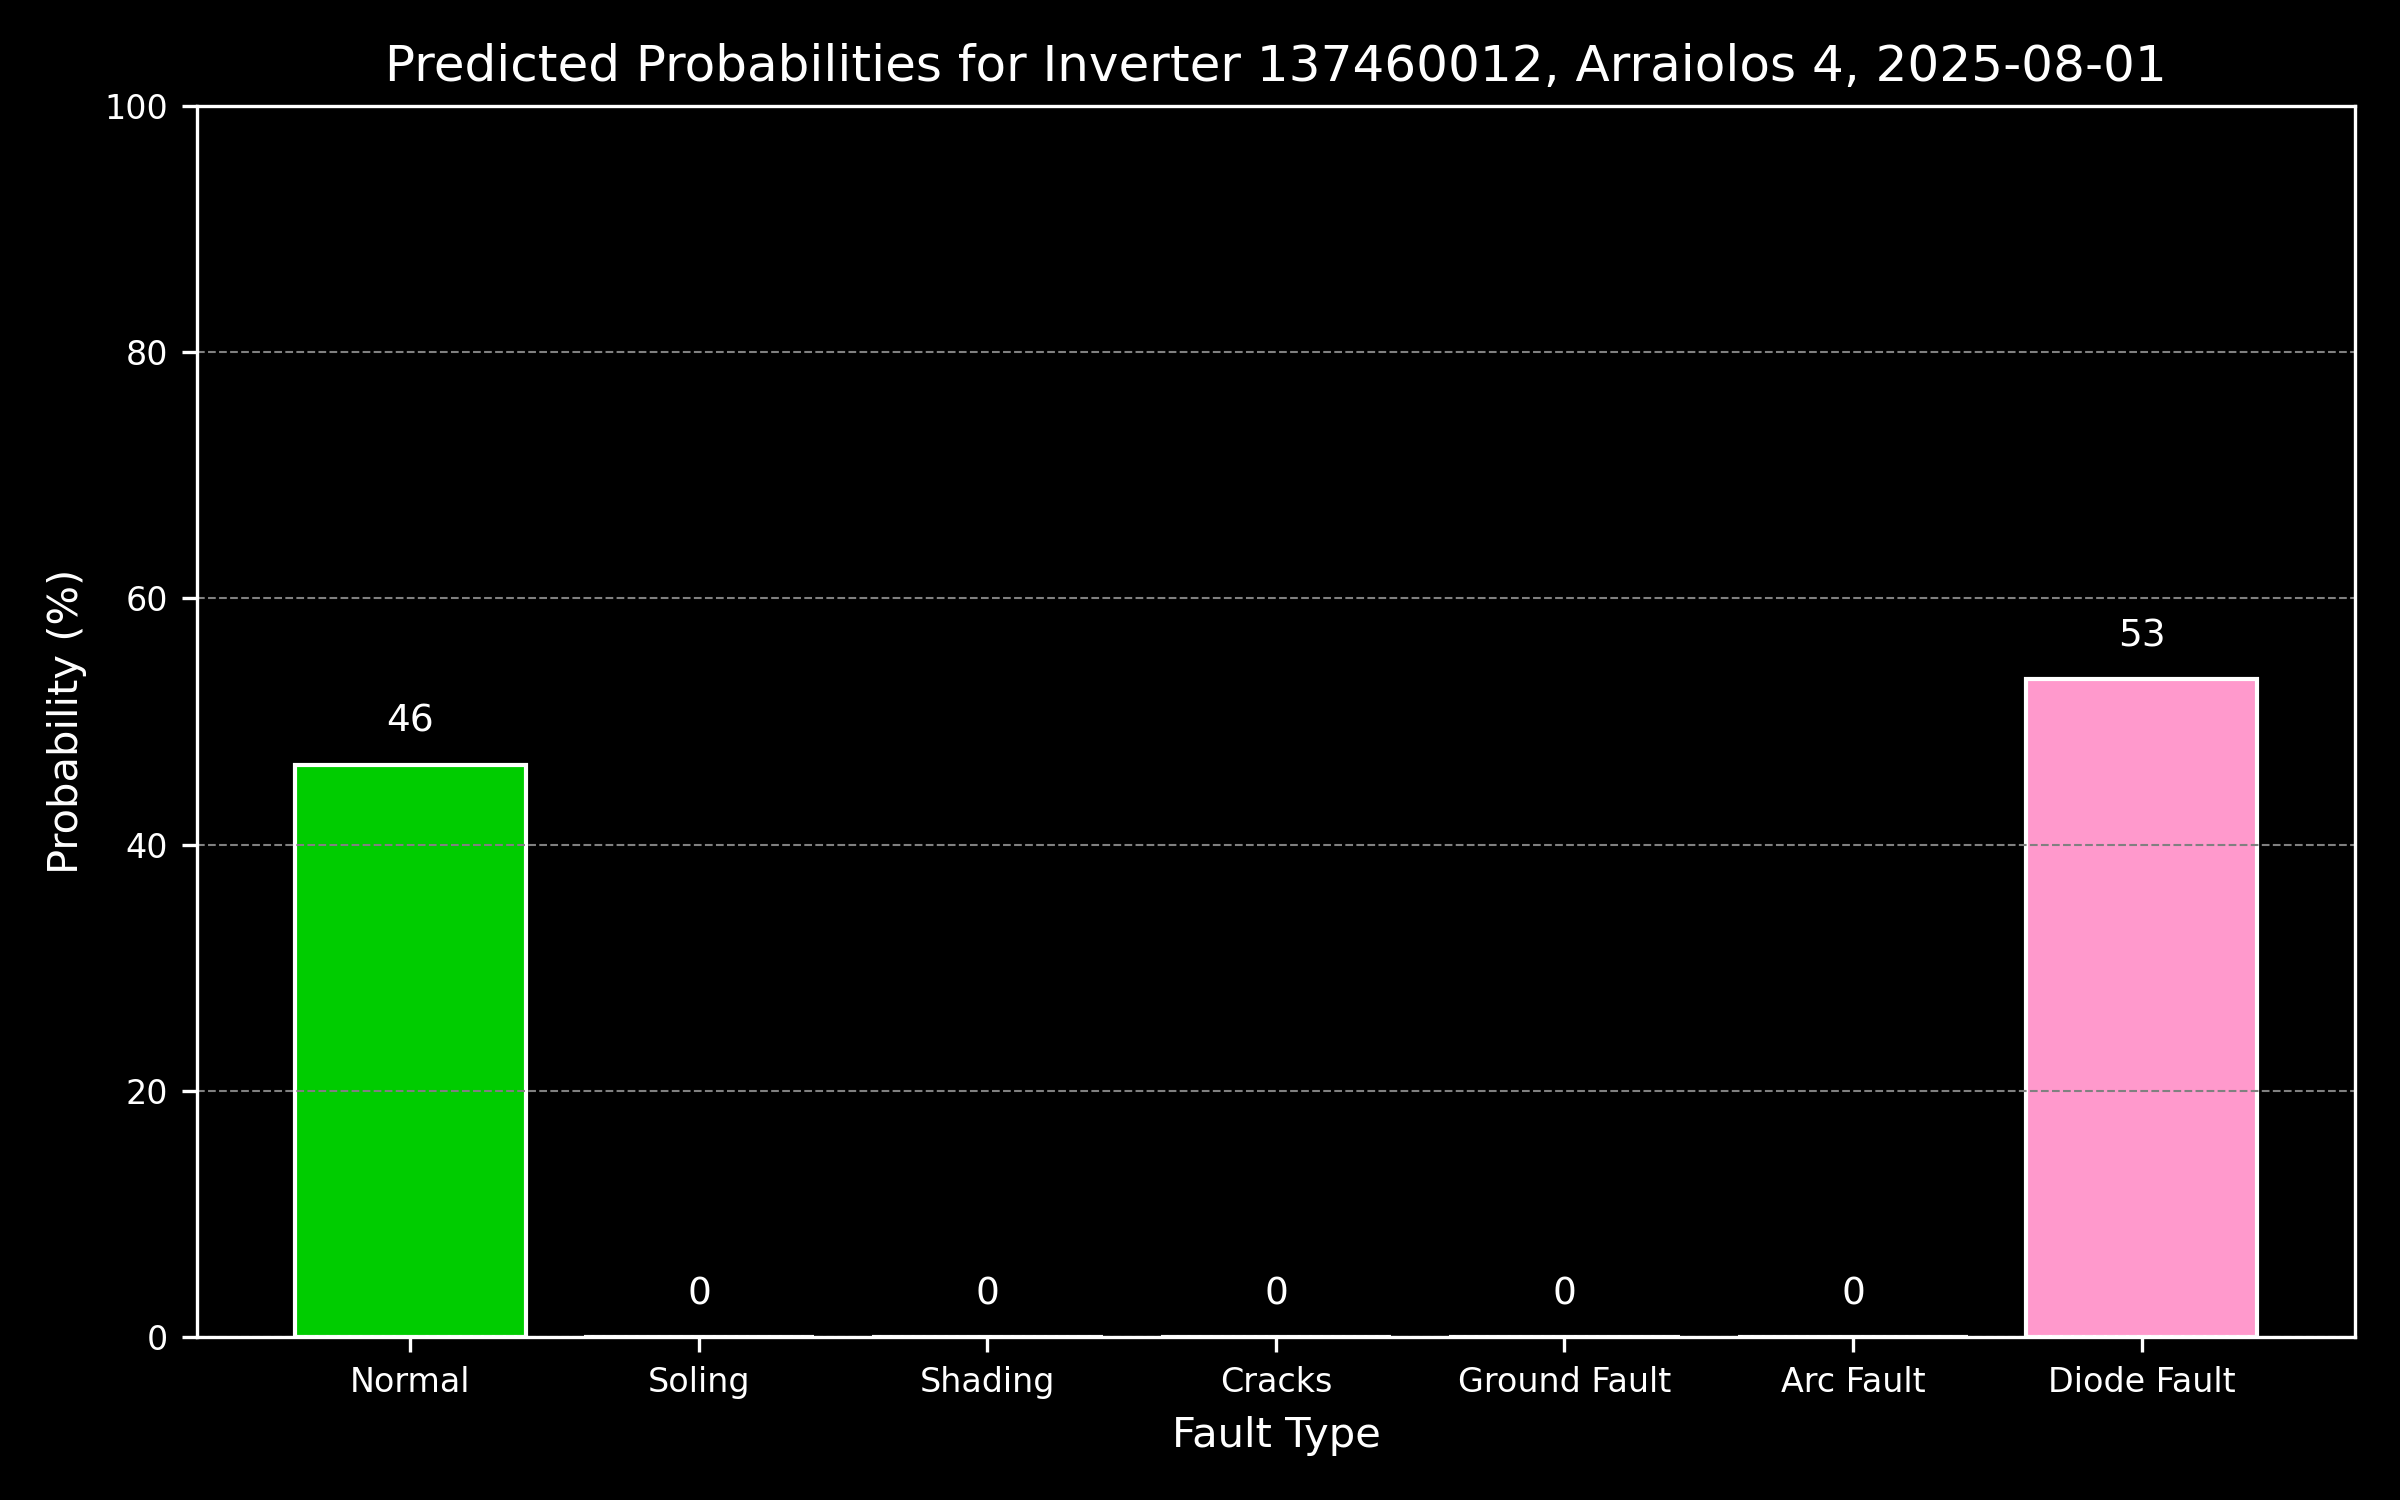 Predicted Probabilities for Inverter 137460012, Arraiolos 4, 2025-08-01
100
80
60
40
20
0
Probability (%)
46
0
0
0
0
0
53
Normal
Soling
Shading
Cracks
Ground Fault
Arc Fault
Diode Fault
Fault Type